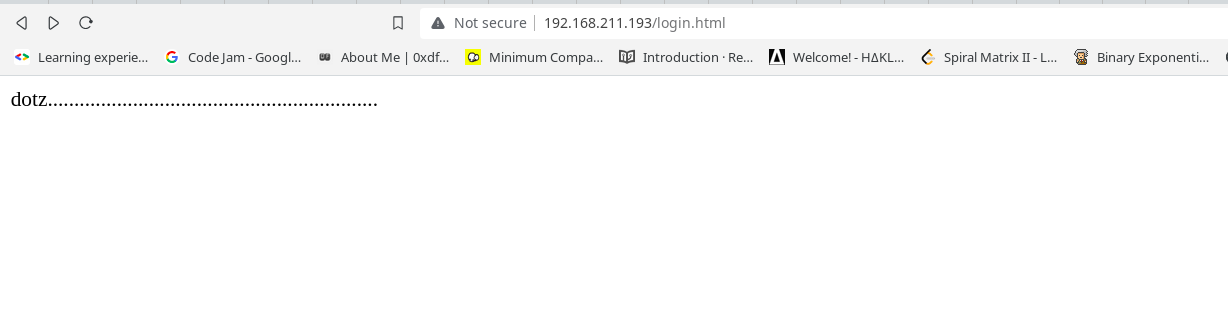 Not secure 192.168.211.193/login.html
Learning experie... Code Jam - Googl... About Me | 0xdf... Minimum Compa... Introduction · Re... Welcome! - HΔKL... Spiral Matrix II - L... Binary Exponenti...
dotz...............................................................